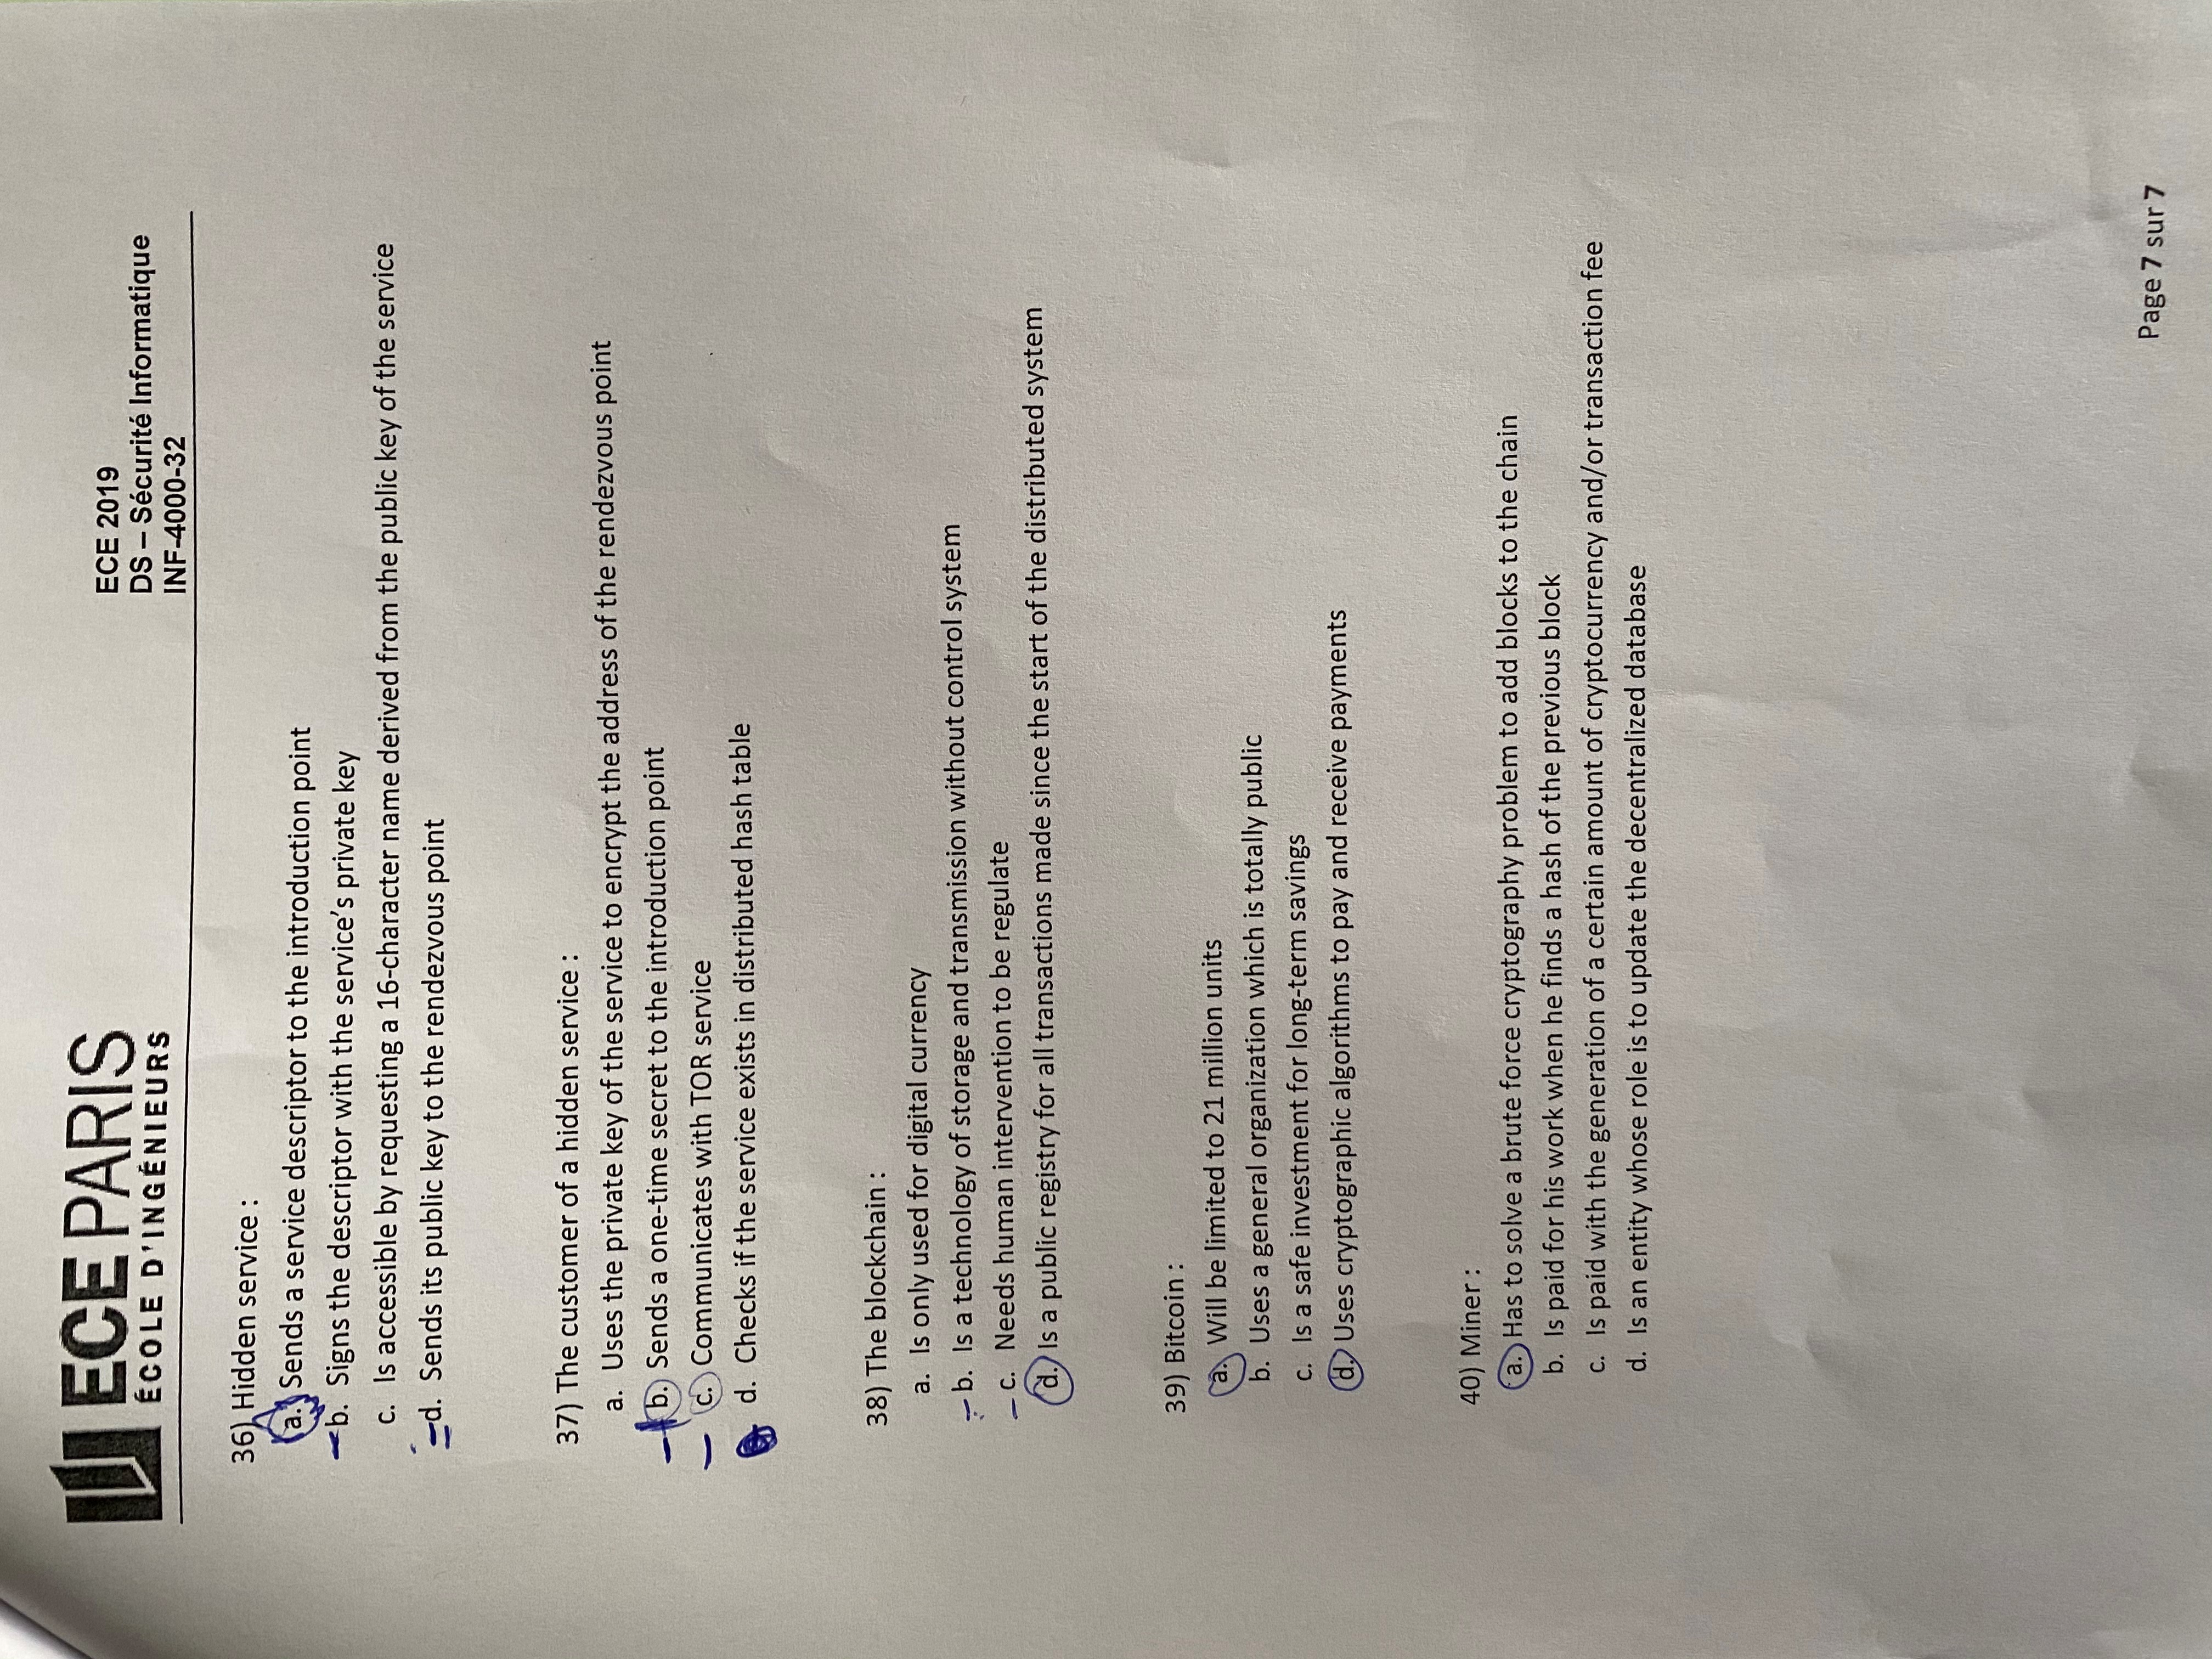 ECE PARIS
ÉCOLE D'INGÉNIEURS
ECE 2019
DS – Sécurité Informatique
INF-4000-32
36) Hidden service :
a. Sends a service descriptor to the introduction point
b. Signs the descriptor with the service's private key
c. Is accessible by requesting a 16-character name derived from the public key of the service
d. Sends its public key to the rendezvous point
37) The customer of a hidden service :
a. Uses the private key of the service to encrypt the address of the rendezvous point
b. Sends a one-time secret to the introduction point
c. Communicates with TOR service
d. Checks if the service exists in distributed hash table
38) The blockchain :
a. Is only used for digital currency
b. Is a technology of storage and transmission without control system
c. Needs human intervention to be regulate
d. Is a public registry for all transactions made since the start of the distributed system
39) Bitcoin :
a. Will be limited to 21 million units
b. Uses a general organization which is totally public
c. Is a safe investment for long-term savings
d. Uses cryptographic algorithms to pay and receive payments
40) Miner :
a. Has to solve a brute force cryptography problem to add blocks to the chain
b. Is paid for his work when he finds a hash of the previous block
c. Is paid with the generation of a certain amount of cryptocurrency and/or transaction fee
d. Is an entity whose role is to update the decentralized database
Page 7 sur 7